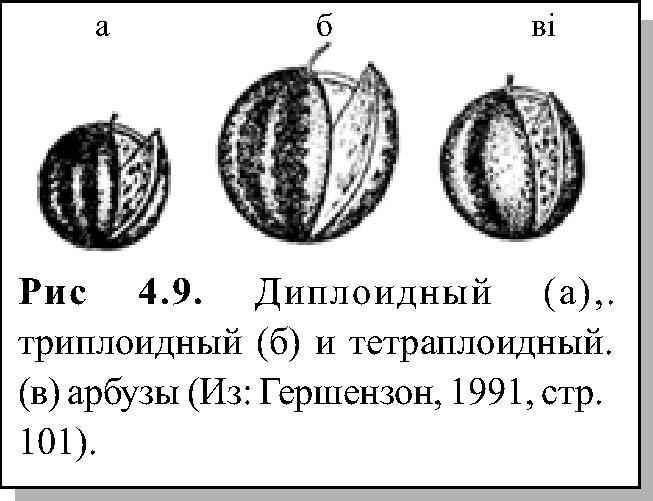 а б ві
Рис 4.9. Диплоидный (а),.
триплоидный (б) и тетраплоидный.
(в) арбузы (Из: Гершензон, 1991, стр.
101).